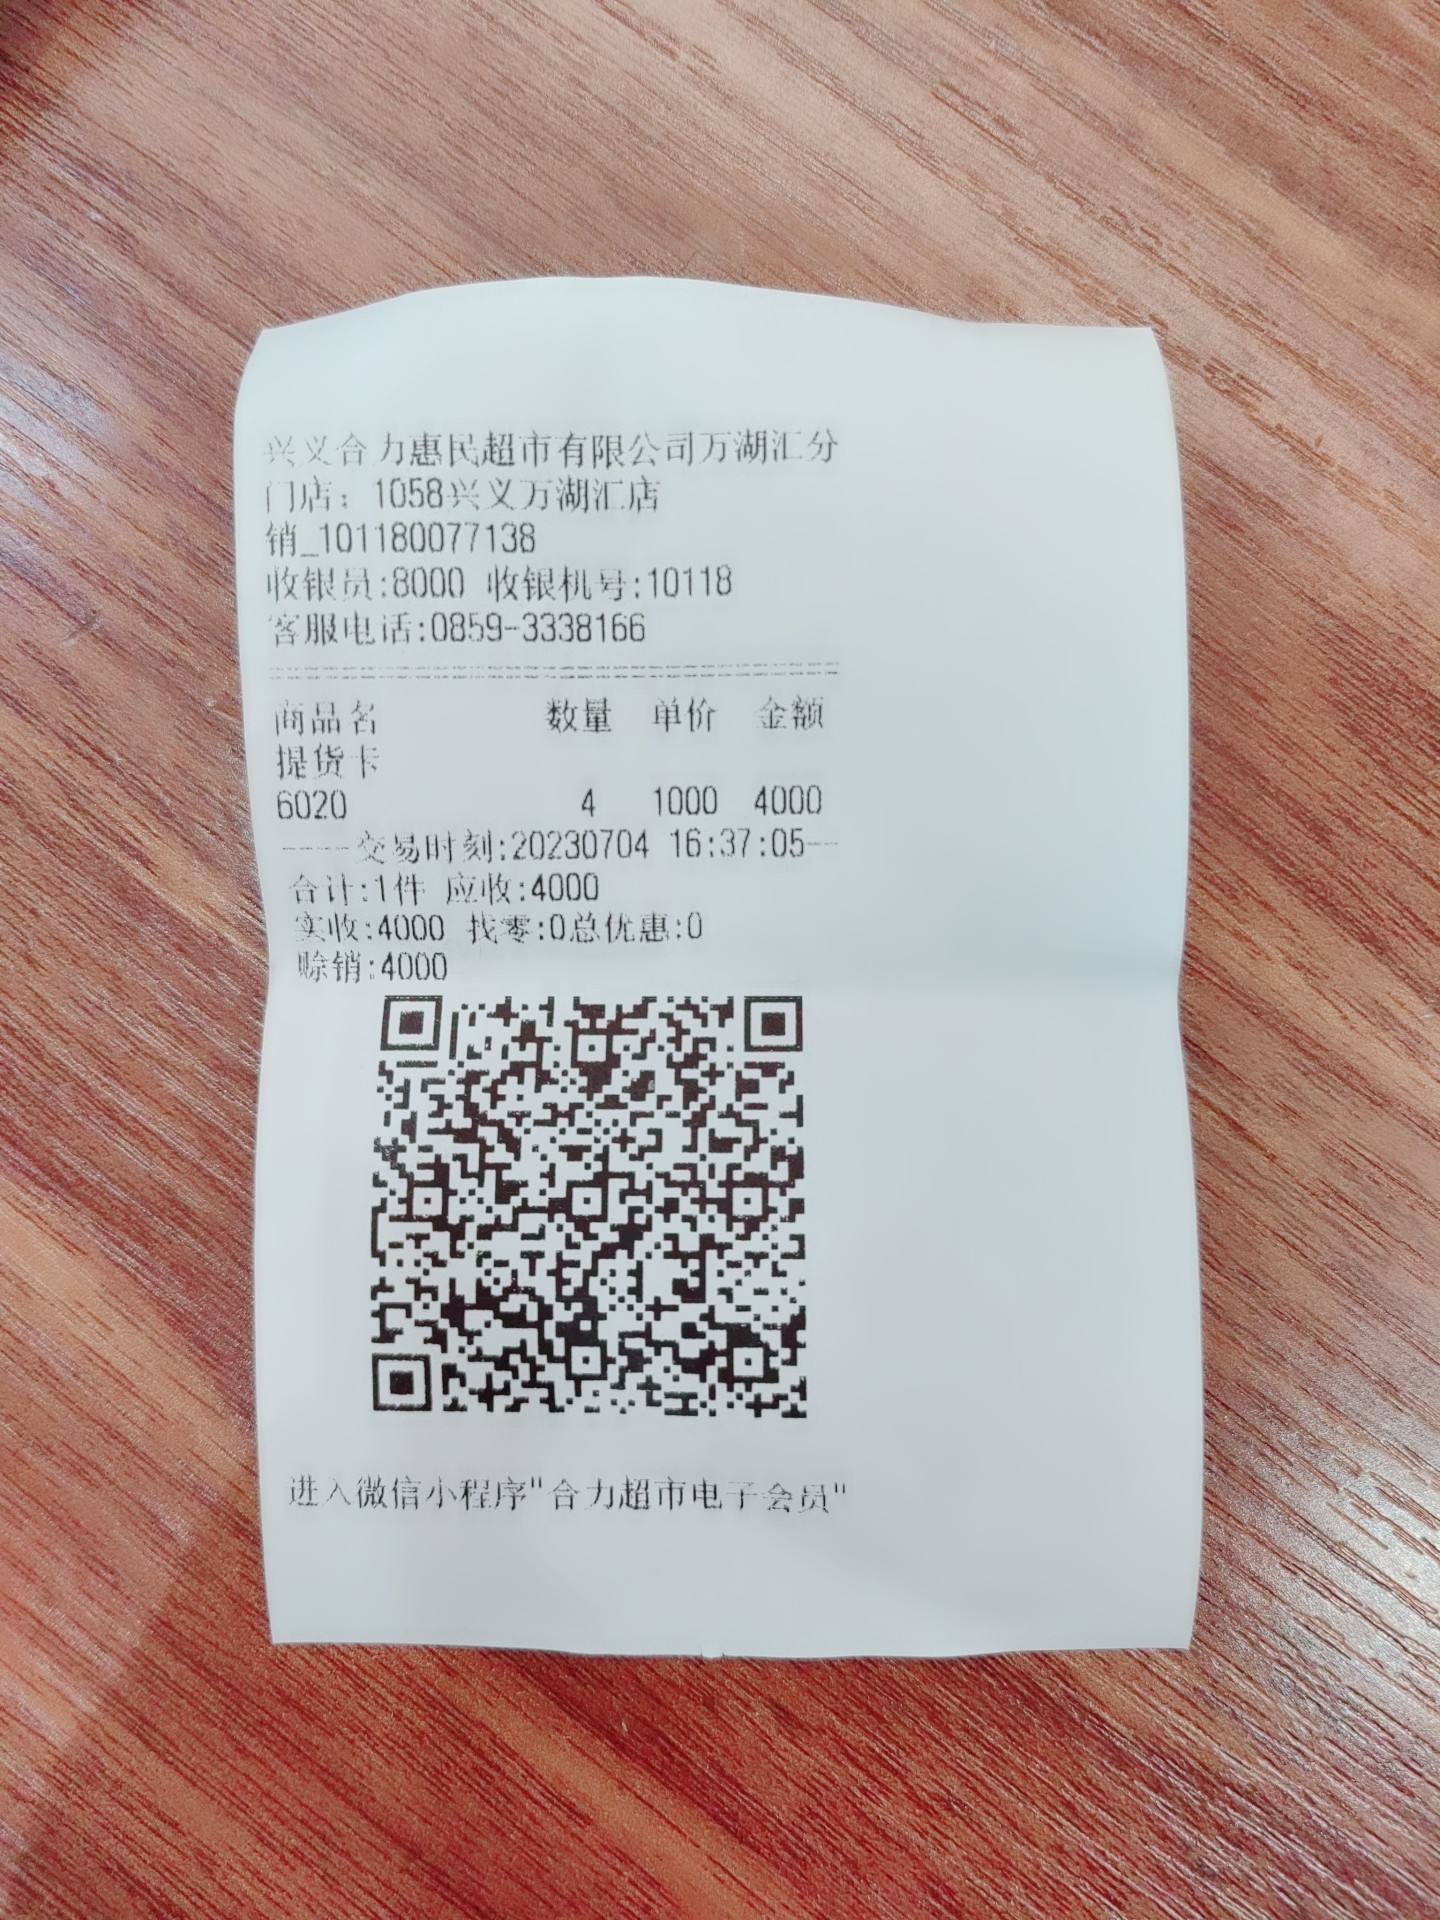 兴义合力惠民超市有限公司万湖汇分
门店：1058兴义万湖汇店
销_101180077138
收银员:8000 收银机号:10118
客服电话:0859-3338166
商品名 数量 单价 金额
提货卡
6020 4 1000 4000
----交易时刻:20230704 16:37:05--
合计:1件 应收:4000
实收:4000 找零:0总优惠:0
赊销:4000
进入微信小程序"合力超市电子会员"